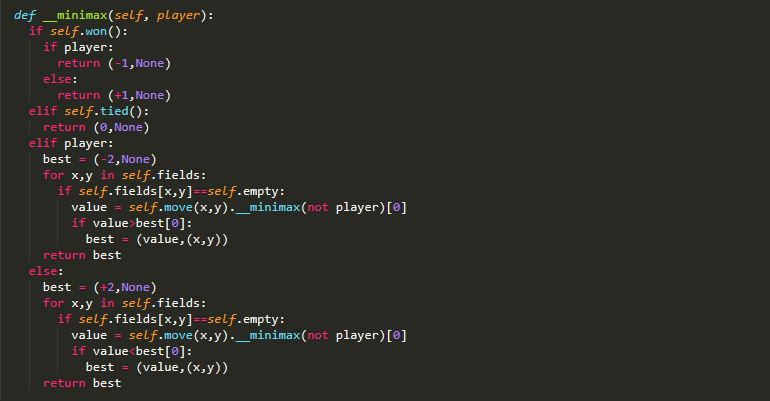 def __minimax(self, player):
  if self.won():
    if player:
      return (-1,None)
    else:
      return (+1,None)
  elif self.tied():
    return (0,None)
  elif player:
    best = (-2,None)
    for x,y in self.fields:
      if self.fields[x,y]==self.empty:
        value = self.move(x,y).__minimax(not player)[0]
        if value>best[0]:
          best = (value,(x,y))
    return best
  else:
    best = (+2,None)
    for x,y in self.fields:
      if self.fields[x,y]==self.empty:
        value = self.move(x,y).__minimax(not player)[0]
        if value<best[0]:
          best = (value,(x,y))
    return best